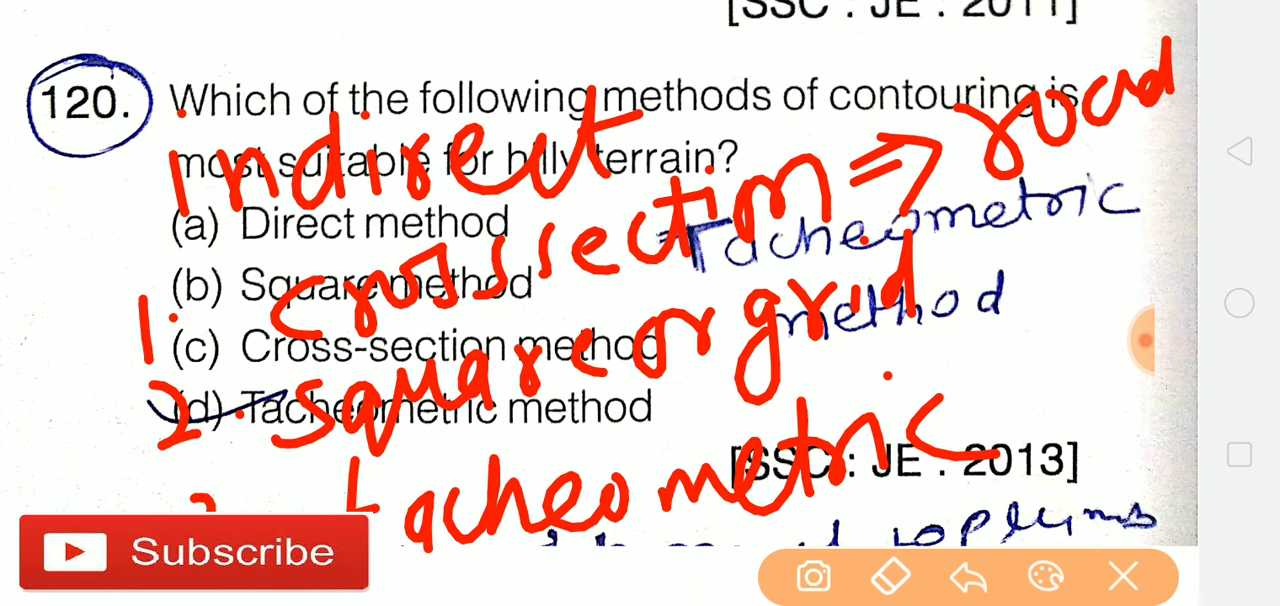 [SSC : JE : 2011]
120. Which of the following methods of contouring is
most suitable for hilly terrain?
(a) Direct method
(b) Square method
(c) Cross-section method
(d) Tacheometric method
[SSC : JE : 2013]
Tacheometric
method
indirect
1. cross section ⇒ road
2. square or grid
tacheometric
Subscribe